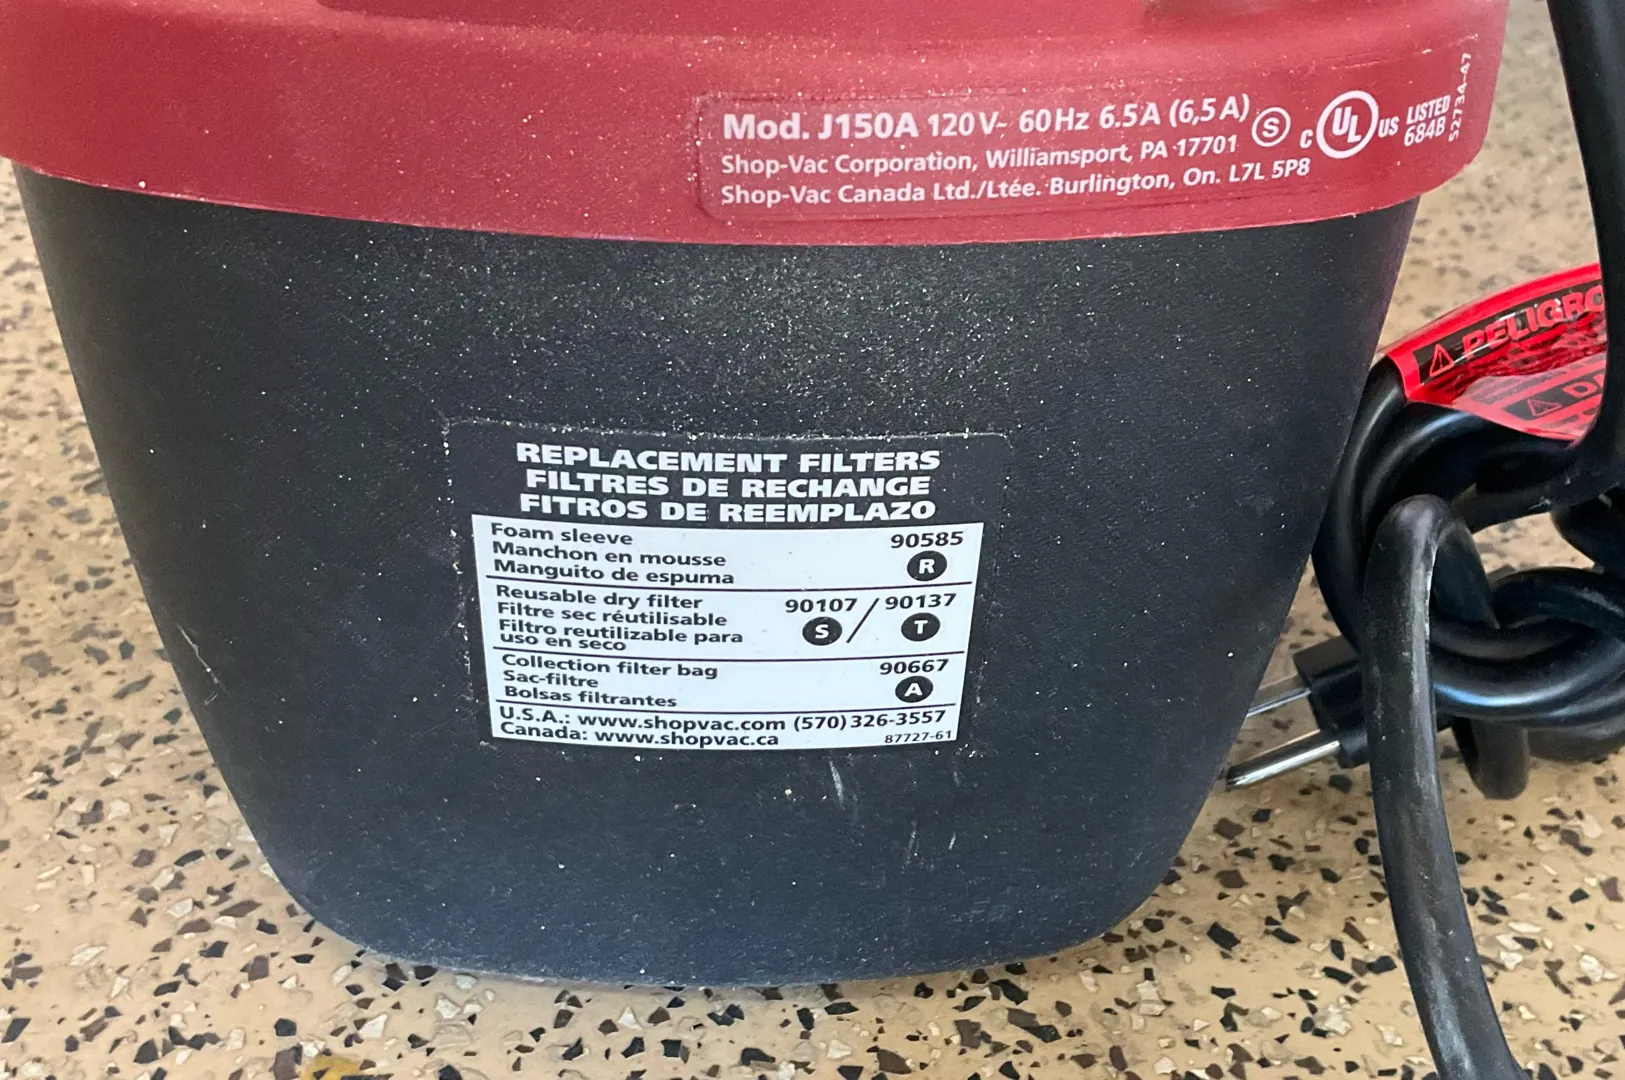 Mod. J150A 120V~ 60Hz 6.5A (6,5A) S C UL US LISTED 684B
Shop-Vac Corporation, Williamsport, PA 17701
Shop-Vac Canada Ltd./Ltée. Burlington, On. L7L 5P8
52734-47
PELIGRO
REPLACEMENT FILTERS
FILTRES DE RECHANGE
FITROS DE REEMPLAZO
Foam sleeve 90585
Manchon en mousse R
Manguito de espuma
Reusable dry filter 90107 / 90137
Filtre sec réutilisable S T
Filtro reutilizable para
uso en seco
Collection filter bag 90667
Sac-filtre A
Bolsas filtrantes
U.S.A.: www.shopvac.com (570) 326-3557
Canada: www.shopvac.ca 87727-61